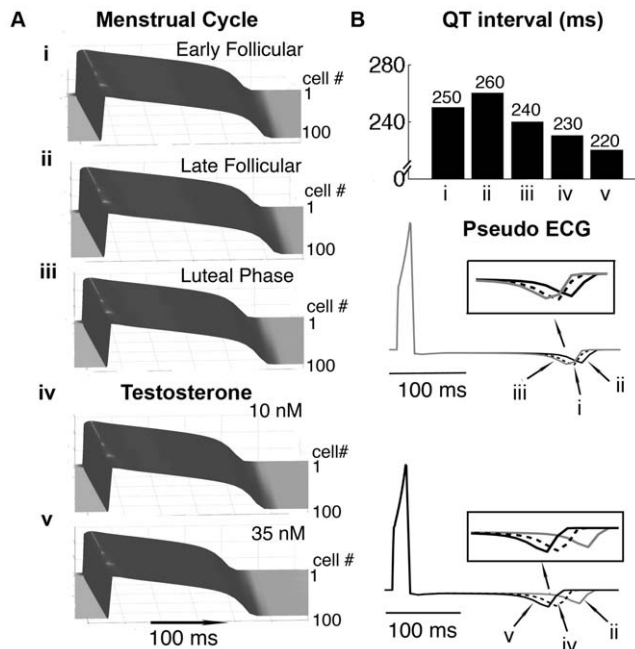 A Menstrual Cycle
i
Early Follicular
cell #
1
100
ii
Late Follicular
cell #
1
100
iii
Luteal Phase
cell #
1
100
iv Testosterone
10 nM
cell#
1
100
v
35 nM
cell #
1
100
100 ms
B QT interval (ms)
280
240
0
250 260 240 230 220
i ii iii iv v
Pseudo ECG
100 ms
iii i ii
100 ms
v iv ii